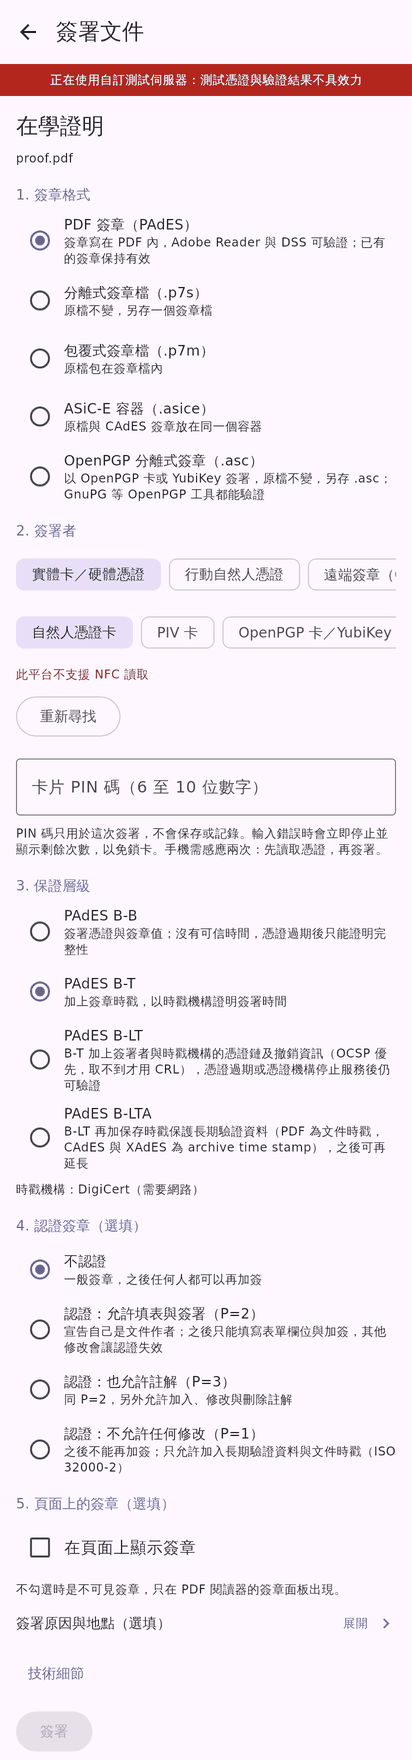 簽署文件
正在使用自訂測試伺服器：測試憑證與驗證結果不具效力
在學證明
proof.pdf
1. 簽章格式
PDF 簽章（PAdES）
簽章寫在 PDF 內，Adobe Reader 與 DSS 可驗證；已有
的簽章保持有效
分離式簽章檔（.p7s）
原檔不變，另存一個簽章檔
包覆式簽章檔（.p7m）
原檔包在簽章檔內
ASiC-E 容器（.asice）
原檔與 CAdES 簽章放在同一個容器
OpenPGP 分離式簽章（.asc）
以 OpenPGP 卡或 YubiKey 簽署，原檔不變，另存 .asc；
GnuPG 等 OpenPGP 工具都能驗證
2. 簽署者
實體卡／硬體憑證 行動自然人憑證 遠端簽章（
自然人憑證卡 PIV 卡 OpenPGP 卡／YubiKey
此平台不支援 NFC 讀取
重新尋找
卡片 PIN 碼（6 至 10 位數字）
PIN 碼只用於這次簽署，不會保存或記錄。輸入錯誤時會立即停止並
顯示剩餘次數，以免鎖卡。手機需感應兩次：先讀取憑證，再簽署。
3. 保證層級
PAdES B-B
簽署憑證與簽章值；沒有可信時間，憑證過期後只能證明完
整性
PAdES B-T
加上簽章時戳，以時戳機構證明簽署時間
PAdES B-LT
B-T 加上簽署者與時戳機構的憑證鏈及撤銷資訊（OCSP 優
先，取不到才用 CRL），憑證過期或憑證機構停止服務後仍
可驗證
PAdES B-LTA
B-LT 再加保存時戳保護長期驗證資料（PDF 為文件時戳，
CAdES 與 XAdES 為 archive time stamp），之後可再
延長
時戳機構：DigiCert（需要網路）
4. 認證簽章（選填）
不認證
一般簽章，之後任何人都可以再加簽
認證：允許填表與簽署（P=2）
宣告自己是文件作者；之後只能填寫表單欄位與加簽，其他
修改會讓認證失效
認證：也允許註解（P=3）
同 P=2，另外允許加入、修改與刪除註解
認證：不允許任何修改（P=1）
之後不能再加簽；只允許加入長期驗證資料與文件時戳（ISO
32000-2）
5. 頁面上的簽章（選填）
在頁面上顯示簽章
不勾選時是不可見簽章，只在 PDF 閱讀器的簽章面板出現。
簽署原因與地點（選填） 展開
技術細節
簽署